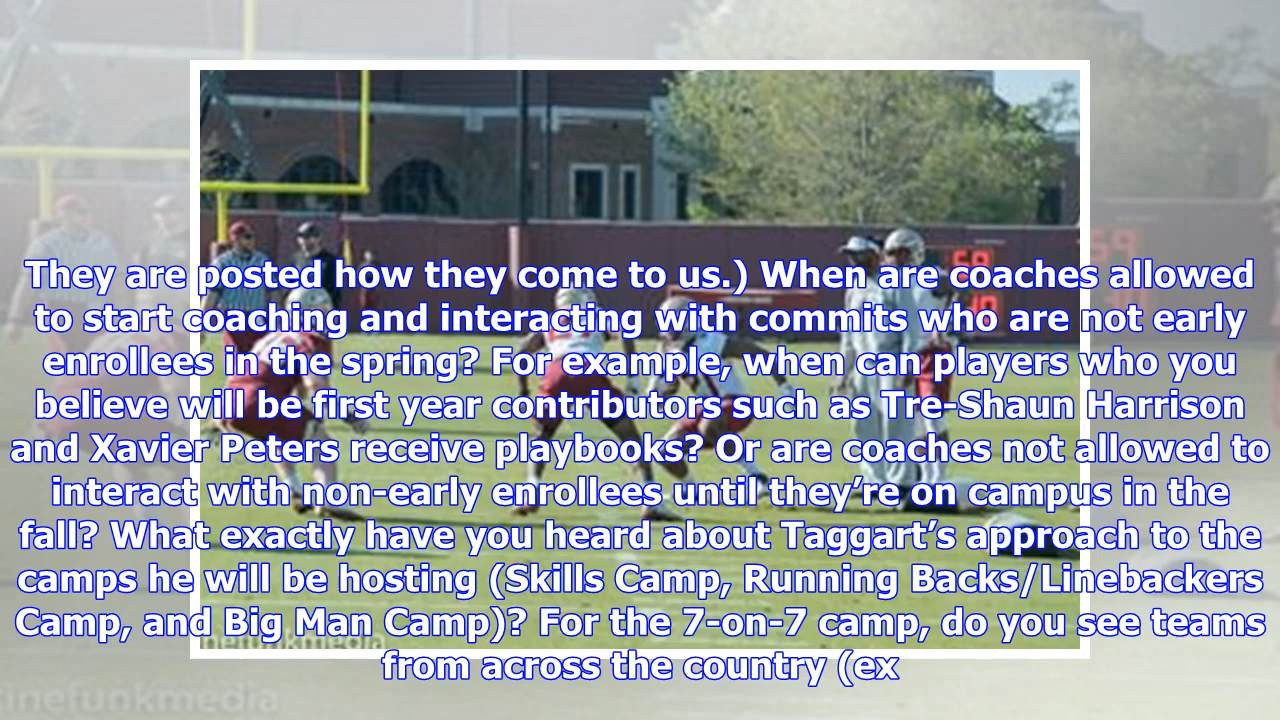 They are posted how they come to us.) When are coaches allowed
to start coaching and interacting with commits who are not early
enrollees in the spring? For example, when can players who you
believe will be first year contributors such as Tre-Shaun Harrison
and Xavier Peters receive playbooks? Or are coaches not allowed to
interact with non-early enrollees until they’re on campus in the
fall? What exactly have you heard about Taggart’s approach to the
camps he will be hosting (Skills Camp, Running Backs/Linebackers
Camp, and Big Man Camp)? For the 7-on-7 camp, do you see teams
from across the country (ex
inefunkmedia